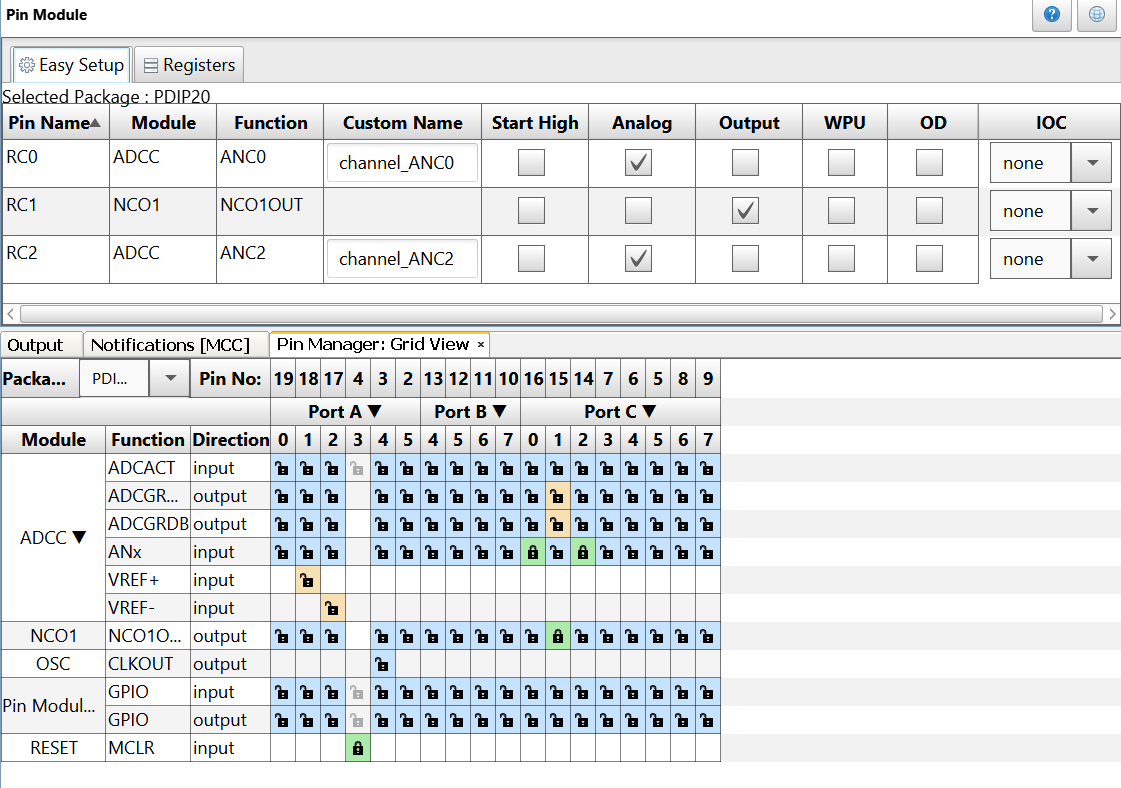 Pin Module
Easy Setup Registers
Selected Package : PDIP20
Pin Name Module Function Custom Name Start High Analog Output WPU OD IOC
RC0 ADCC ANC0 channel_ANC0 none
RC1 NCO1 NCO1OUT none
RC2 ADCC ANC2 channel_ANC2 none
Output Notifications [MCC] Pin Manager: Grid View ×
Packa... PDI... Pin No: 19 18 17 4 3 2 13 12 11 10 16 15 14 7 6 5 8 9
Port A ▼ Port B ▼ Port C ▼
Module Function Direction 0 1 2 3 4 5 4 5 6 7 0 1 2 3 4 5 6 7
ADCACT input
ADCGR... output
ADCGRDB output
ADCC ▼ ANx input
VREF+ input
VREF- input
NCO1 NCO1O... output
OSC CLKOUT output
Pin Modul... GPIO input
GPIO output
RESET MCLR input